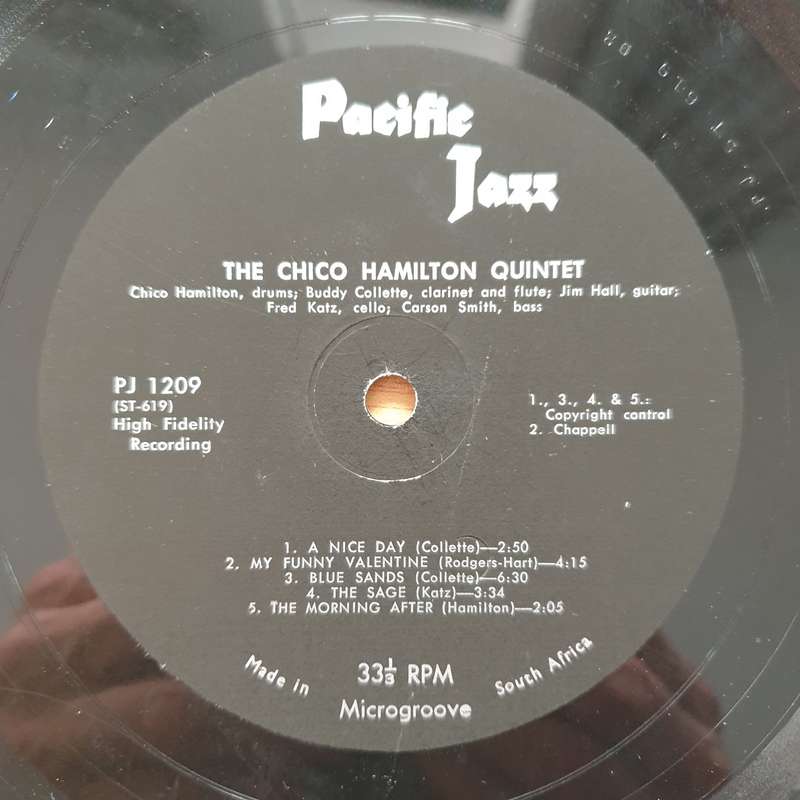 Pacific
Jazz
THE CHICO HAMILTON QUINTET
Chico Hamilton, drums; Buddy Collette, clarinet and flute; Jim Hall, guitar;
Fred Katz, cello; Carson Smith, bass
PJ 1209
(ST-619)
High Fidelity
Recording
1., 3., 4. & 5.:
Copyright control
2. Chappell
1. A NICE DAY (Collette)—2:50
2. MY FUNNY VALENTINE (Rodgers-Hart)—4:15
3. BLUE SANDS (Collette)—6:30
4. THE SAGE (Katz)—3:34
5. THE MORNING AFTER (Hamilton)—2:05
Made in South Africa
33⅓ RPM
Microgroove